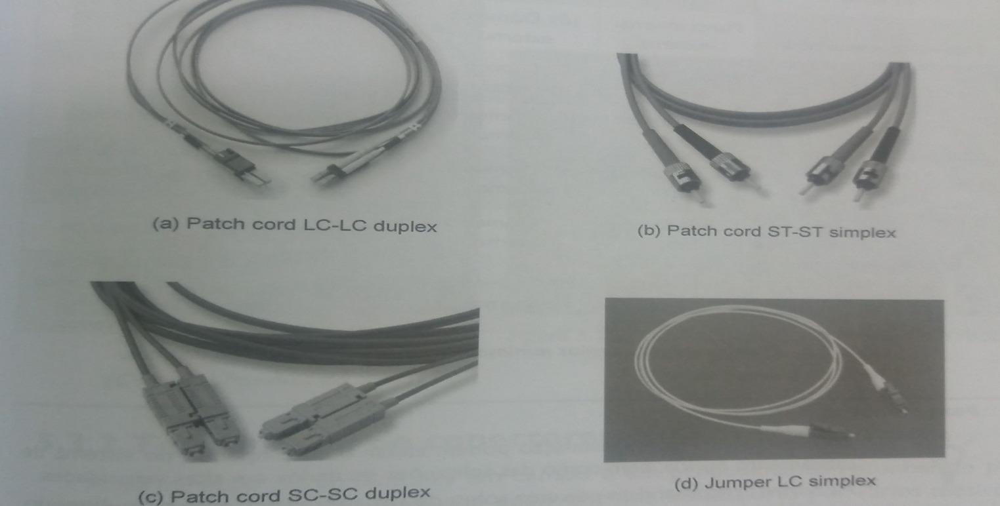 (a) Patch cord LC-LC duplex
(b) Patch cord ST-ST simplex
(c) Patch cord SC-SC duplex
(d) Jumper LC simplex